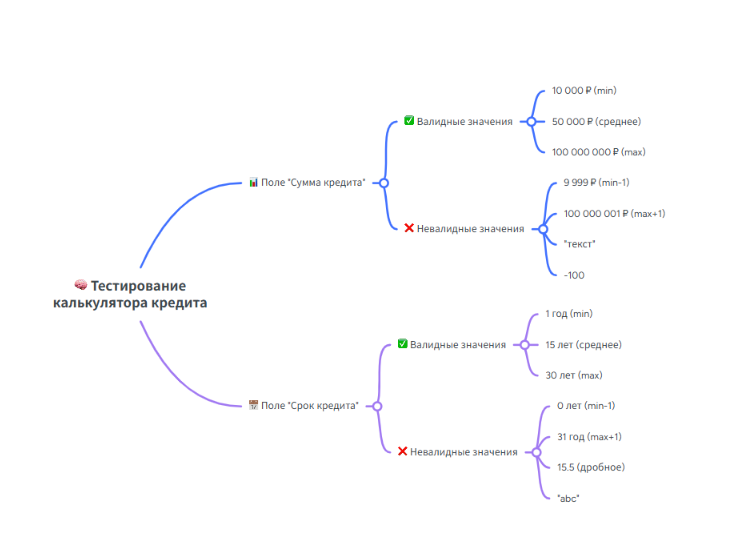 🧠 Тестирование
калькулятора кредита
📊 Поле "Сумма кредита"
✅ Валидные значения
10 000 ₽ (min)
50 000 ₽ (среднее)
100 000 000 ₽ (max)
❌ Невалидные значения
9 999 ₽ (min-1)
100 000 001 ₽ (max+1)
"текст"
-100
📅 Поле "Срок кредита"
✅ Валидные значения
1 год (min)
15 лет (среднее)
30 лет (max)
❌ Невалидные значения
0 лет (min-1)
31 год (max+1)
15.5 (дробное)
"abc"